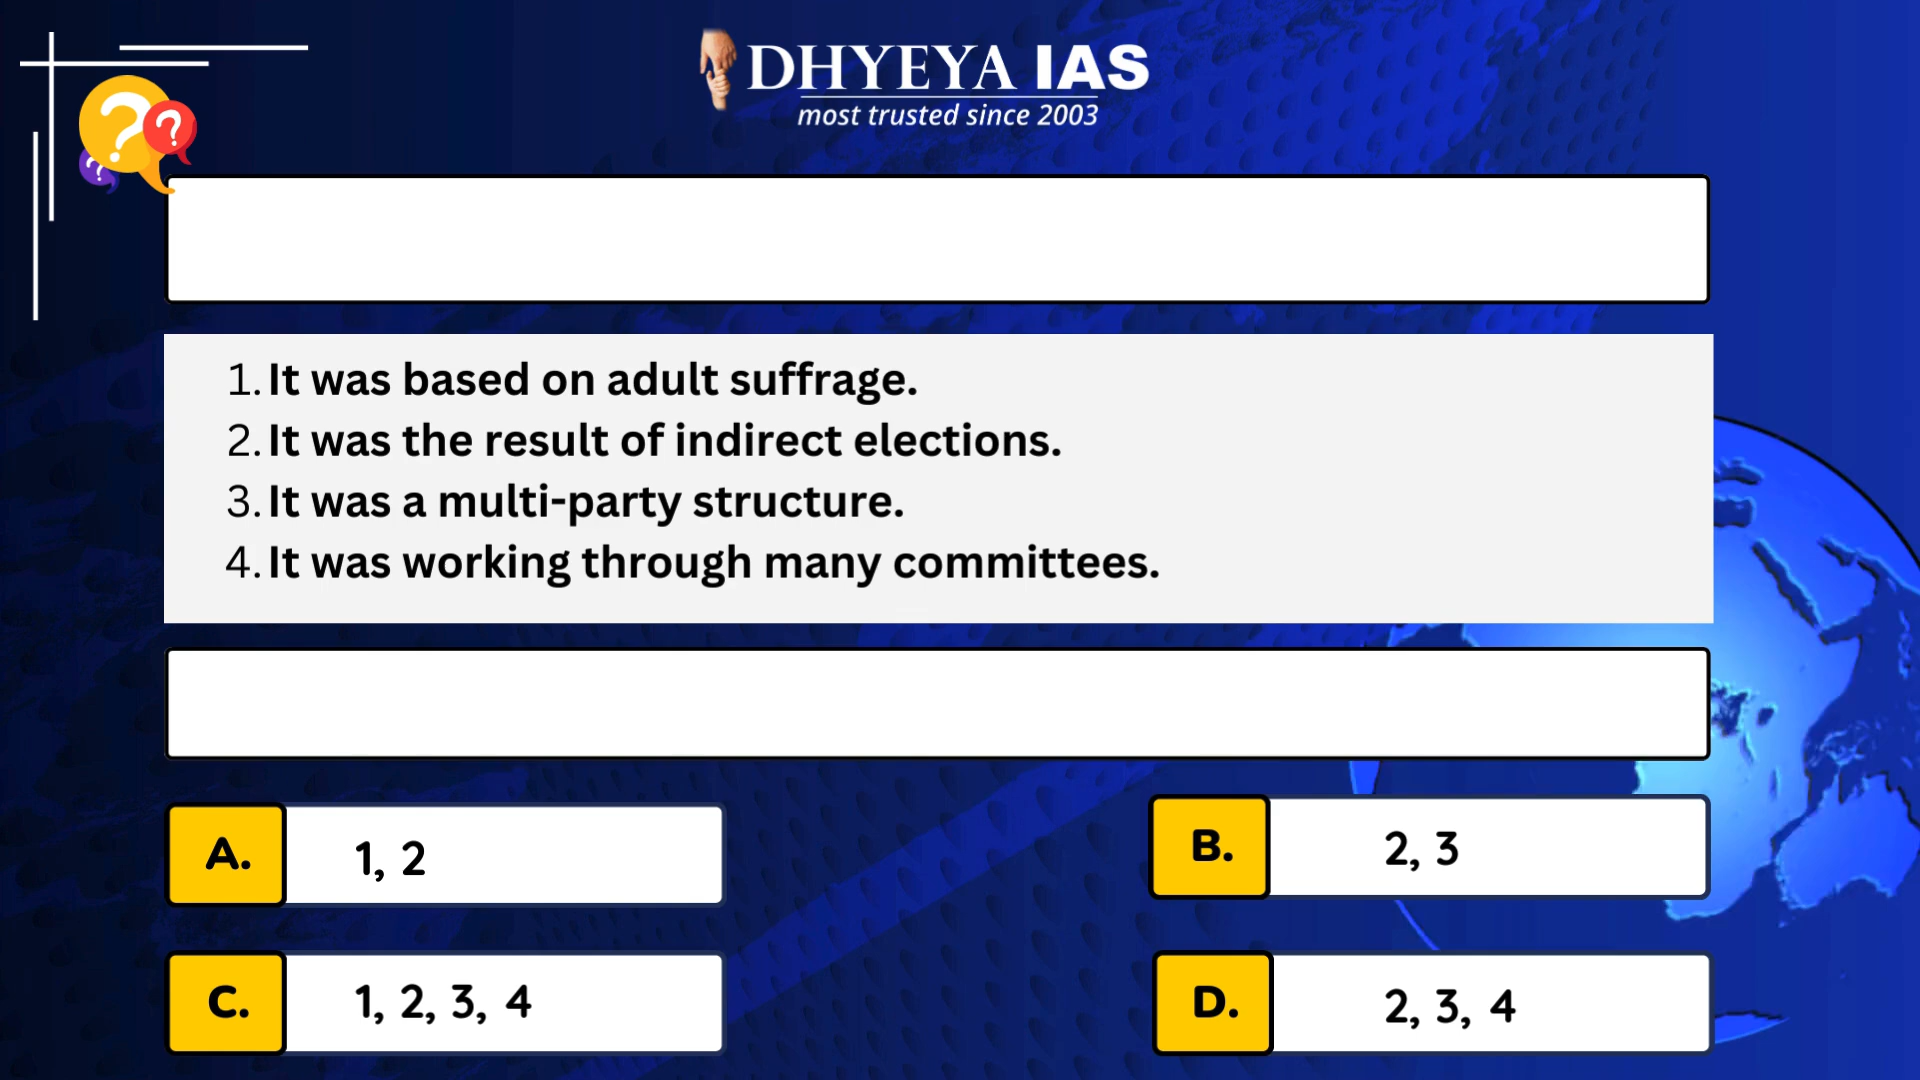 DHYEYA IAS
most trusted since 2003
? ? ?
1. It was based on adult suffrage.
2. It was the result of indirect elections.
3. It was a multi-party structure.
4. It was working through many committees.
A. 1, 2
B. 2, 3
C. 1, 2, 3, 4
D. 2, 3, 4